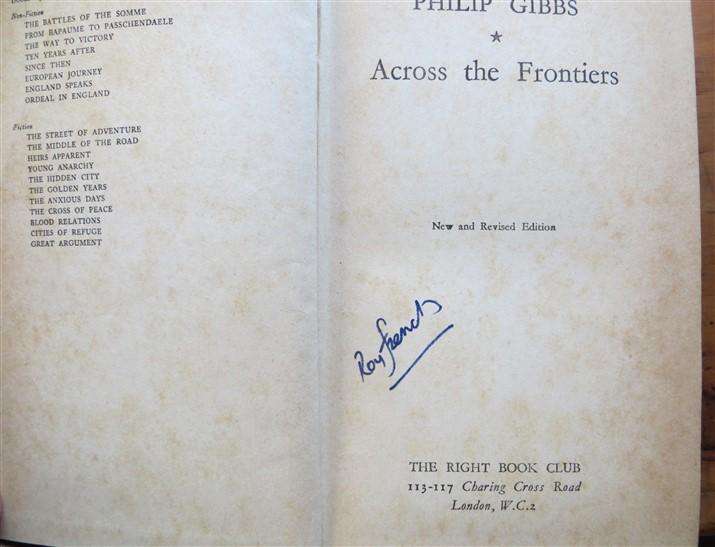 Non-Fiction
THE BATTLES OF THE SOMME
FROM BAPAUME TO PASSCHENDAELE
THE WAY TO VICTORY
TEN YEARS AFTER
SINCE THEN
EUROPEAN JOURNEY
ENGLAND SPEAKS
ORDEAL IN ENGLAND
Fiction
THE STREET OF ADVENTURE
THE MIDDLE OF THE ROAD
HEIRS APPARENT
YOUNG ANARCHY
THE HIDDEN CITY
THE GOLDEN YEARS
THE ANXIOUS DAYS
THE CROSS OF PEACE
BLOOD RELATIONS
CITIES OF REFUGE
GREAT ARGUMENT
PHILIP GIBBS
Across the Frontiers
New and Revised Edition
Roy French
THE RIGHT BOOK CLUB
113-117 Charing Cross Road
London, W.C.2